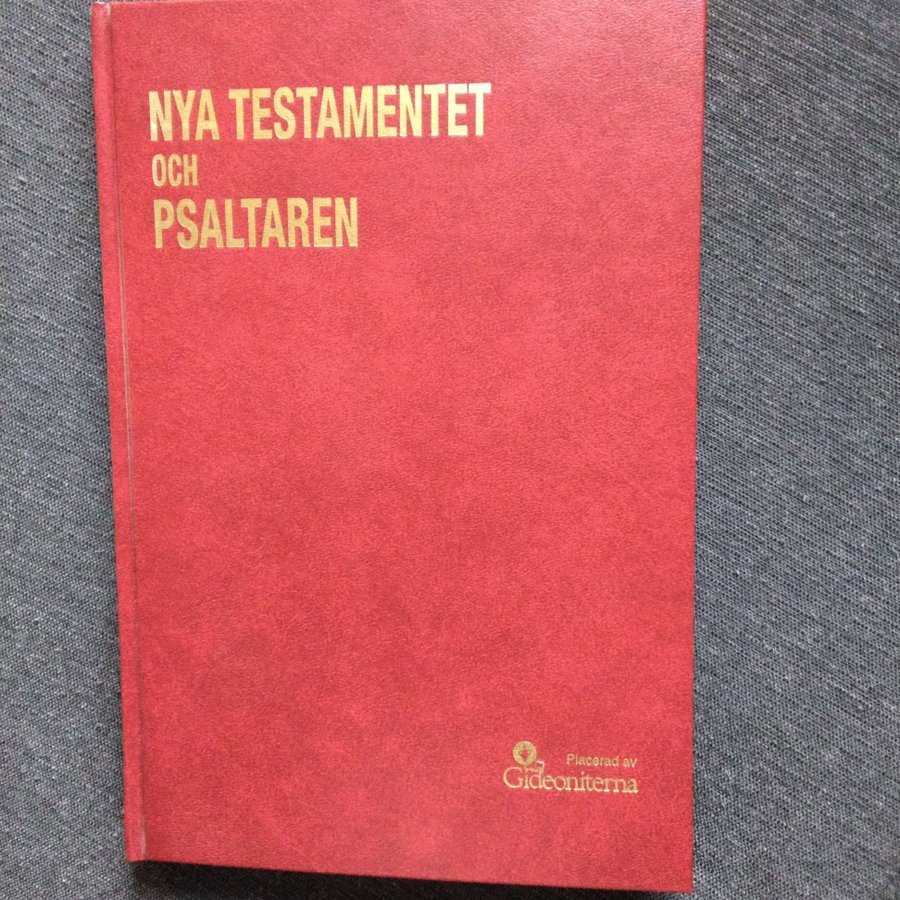 NYA TESTAMENTET
OCH
PSALTAREN
Placerad av
Gideoniterna